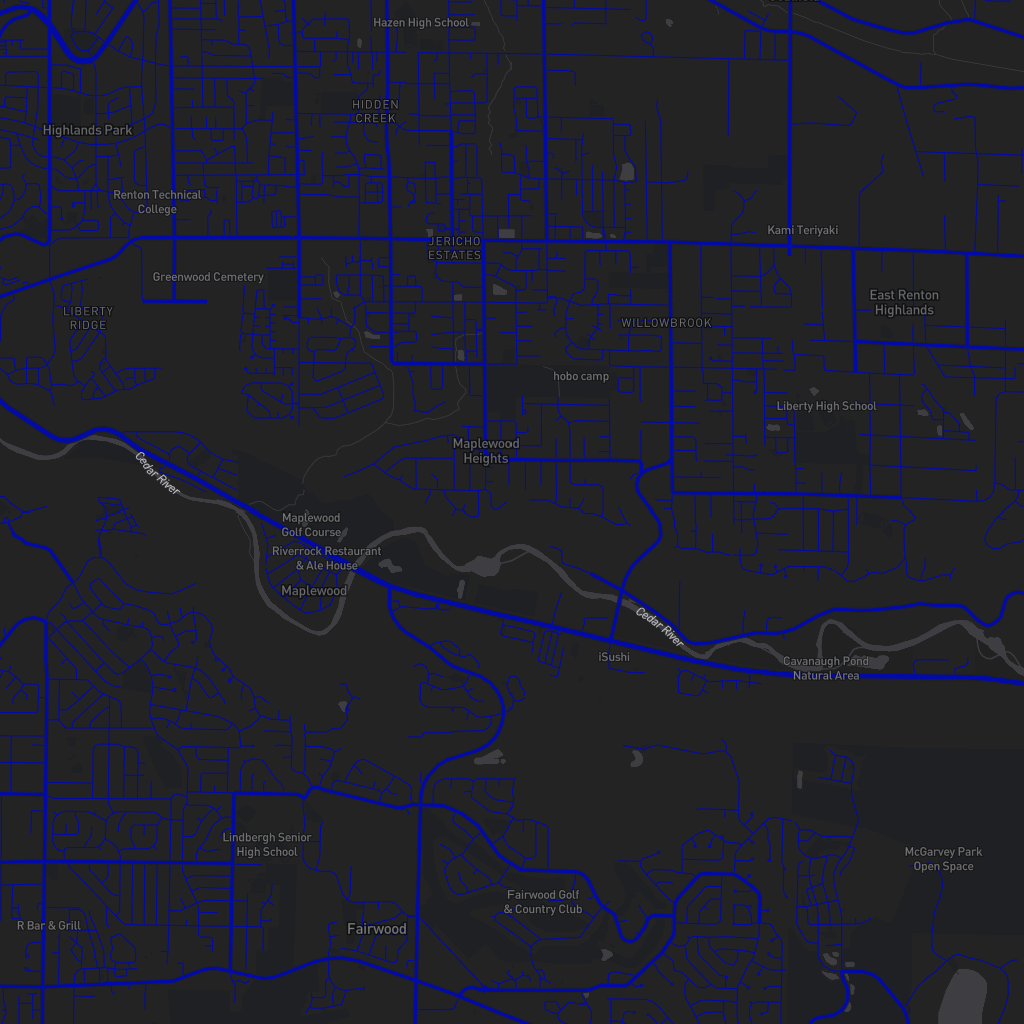 Hazen High School
HIDDEN
CREEK
Highlands Park
Renton Technical
College
Kami Teriyaki
JERICHO
ESTATES
Greenwood Cemetery
East Renton
Highlands
LIBERTY
RIDGE
WILLOWBROOK
hobo camp
Liberty High School
Maplewood
Heights
Cedar River
Maplewood
Golf Course
Riverrock Restaurant
& Ale House
Maplewood
Cedar River
iSushi
Cavanaugh Pond
Natural Area
Lindbergh Senior
High School
McGarvey Park
Open Space
Fairwood Golf
& Country Club
R Bar & Grill
Fairwood